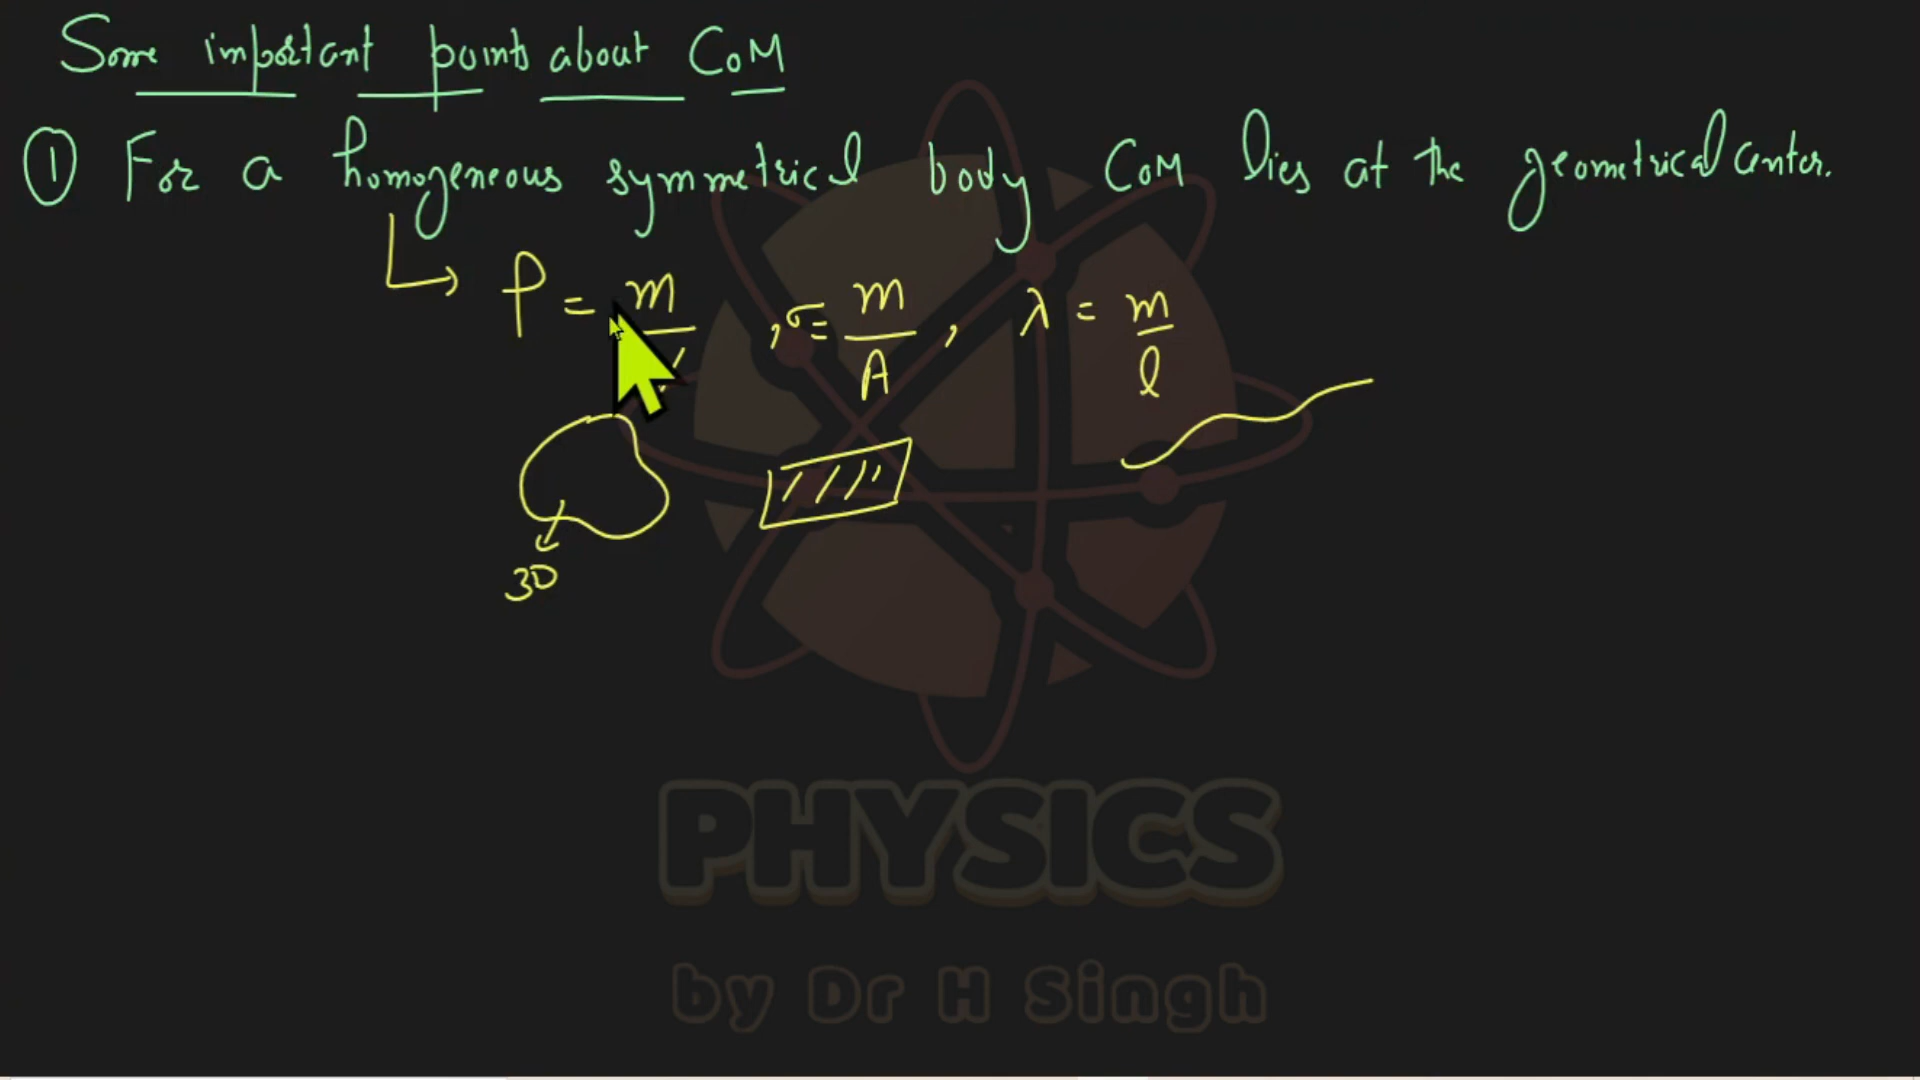 Some important points about CoM
① For a homogeneous symmetrical body CoM lies at the geometrical center.
ρ = m/V, σ = m/A, λ = m/l
3D
PHYSICS
by Dr H Singh